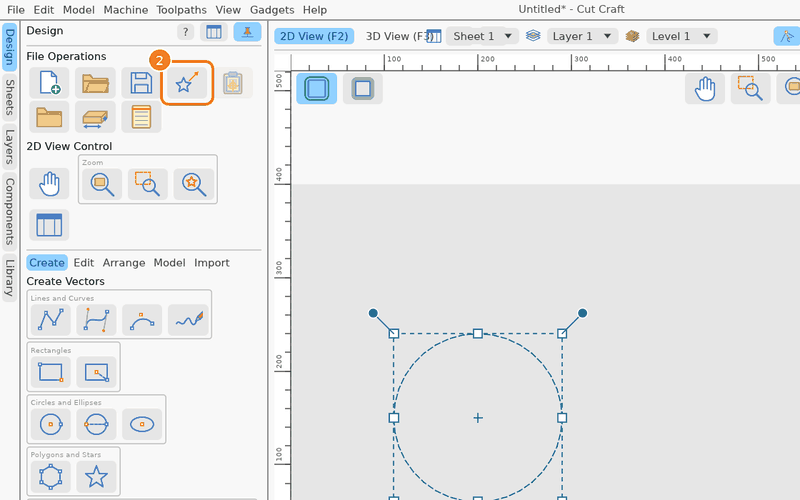 File Edit Model Machine Toolpaths View Gadgets Help Untitled* - Cut Craft
Design ?
2D View (F2) 3D View (F3) Sheet 1 Layer 1 Level 1
File Operations
2
2D View Control
Zoom
Create Edit Arrange Model Import
Create Vectors
Lines and Curves
Rectangles
Circles and Ellipses
Polygons and Stars
Design
Sheets
Layers
Components
Library
100 200 300 400 500
500
400
300
200
100